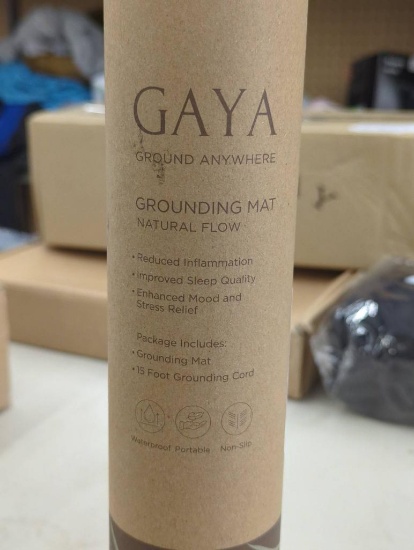 GAYA
GROUND ANYWHERE
GROUNDING MAT
NATURAL FLOW
• Reduced Inflammation
• Improved Sleep Quality
• Enhanced Mood and
Stress Relief
Package Includes:
• Grounding Mat
• 15 Foot Grounding Cord
Waterproof Portable Non-Slip